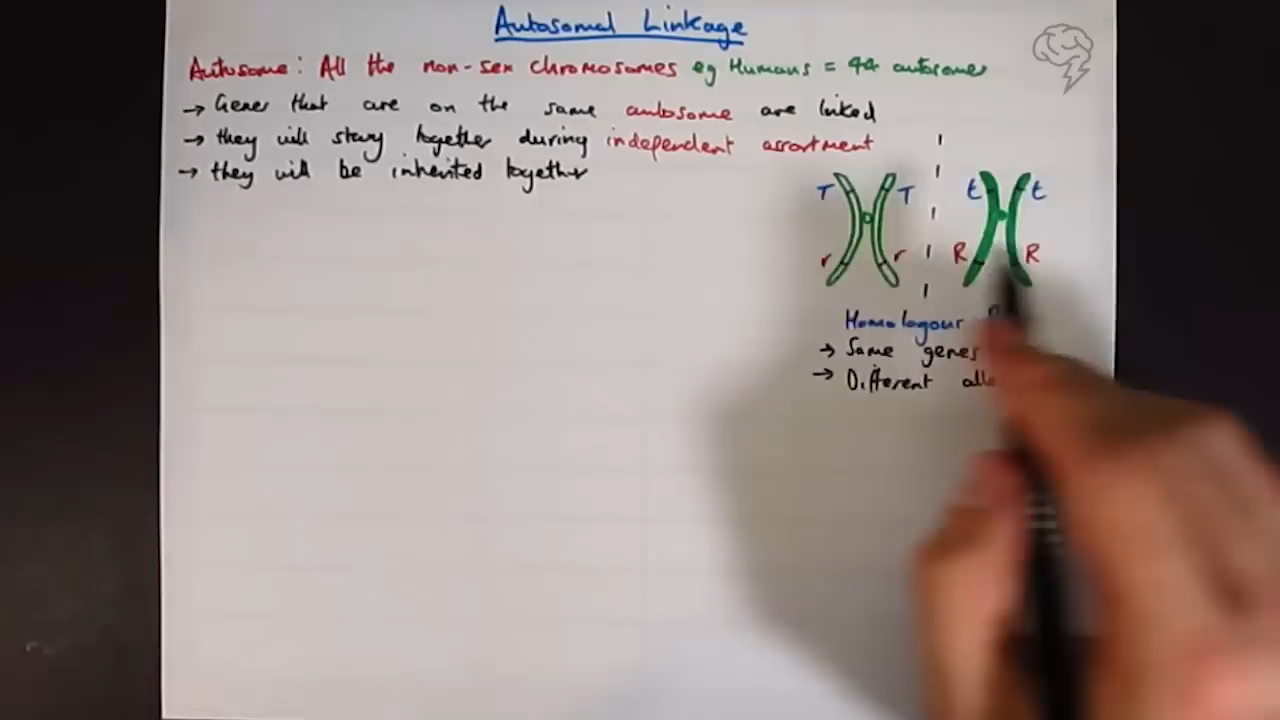 Autosomal Linkage
Autosome: All the non-sex chromosomes eg Humans = 44 autosomes
→ Genes that are on the same autosome are linked
→ they will stay together during independent assortment
→ they will be inherited together
T T t t
r r R R
Homologous
→ Same genes
→ Different